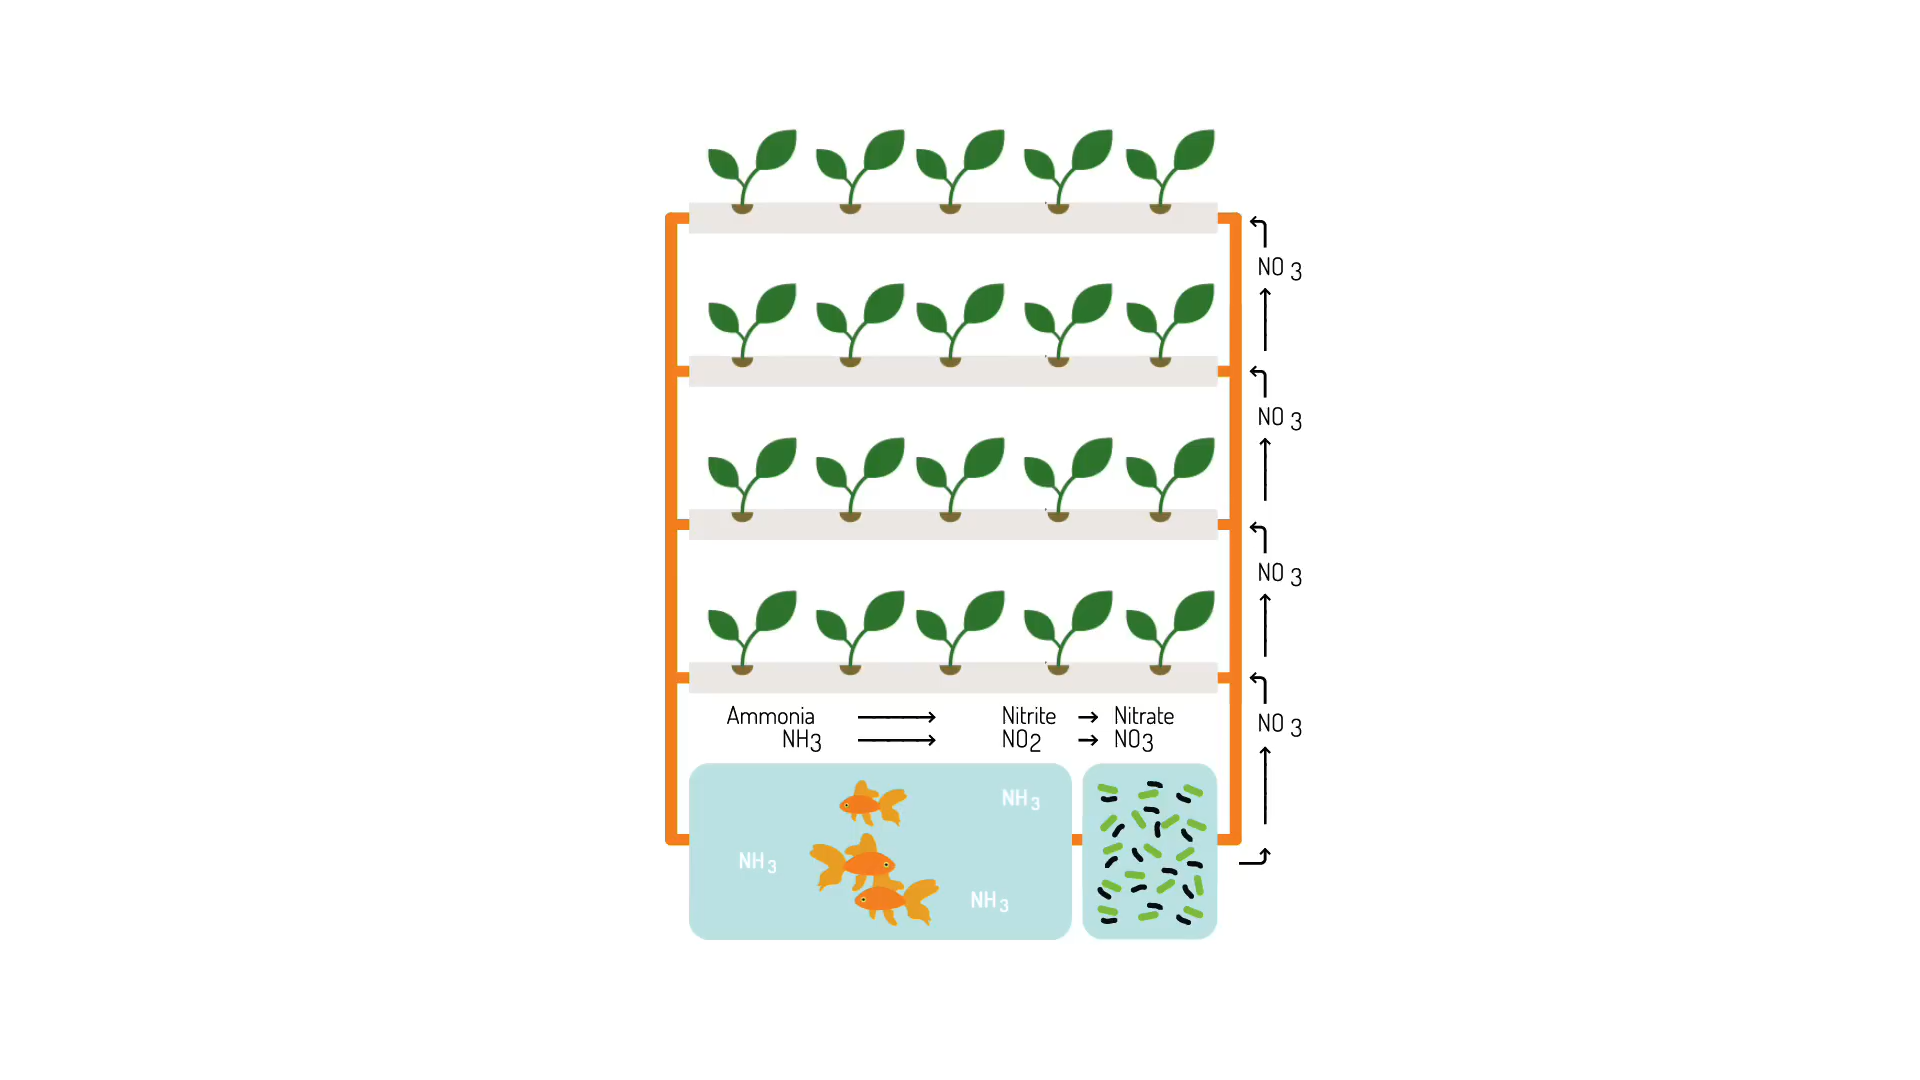 NO 3
NO 3
NO 3
Ammonia → Nitrite → Nitrate
NH3 → NO2 → NO3
NO 3
NH 3
NH 3
NH 3